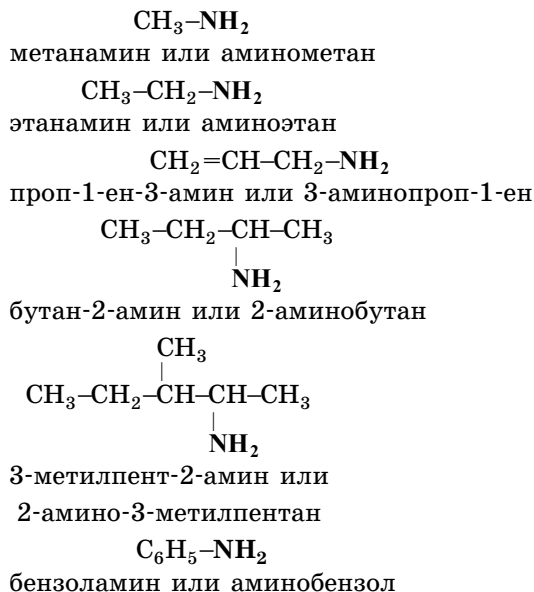 CH₃–NH₂
метанамин или аминометан
CH₃–CH₂–NH₂
этанамин или аминоэтан
CH₂=CH–CH₂–NH₂
проп-1-ен-3-амин или 3-аминопроп-1-ен
CH₃–CH₂–CH–CH₃
|
NH₂
бутан-2-амин или 2-аминобутан
CH₃
|
CH₃–CH₂–CH–CH–CH₃
|
NH₂
3-метилпент-2-амин или
2-амино-3-метилпентан
C₆H₅–NH₂
бензоламин или аминобензол